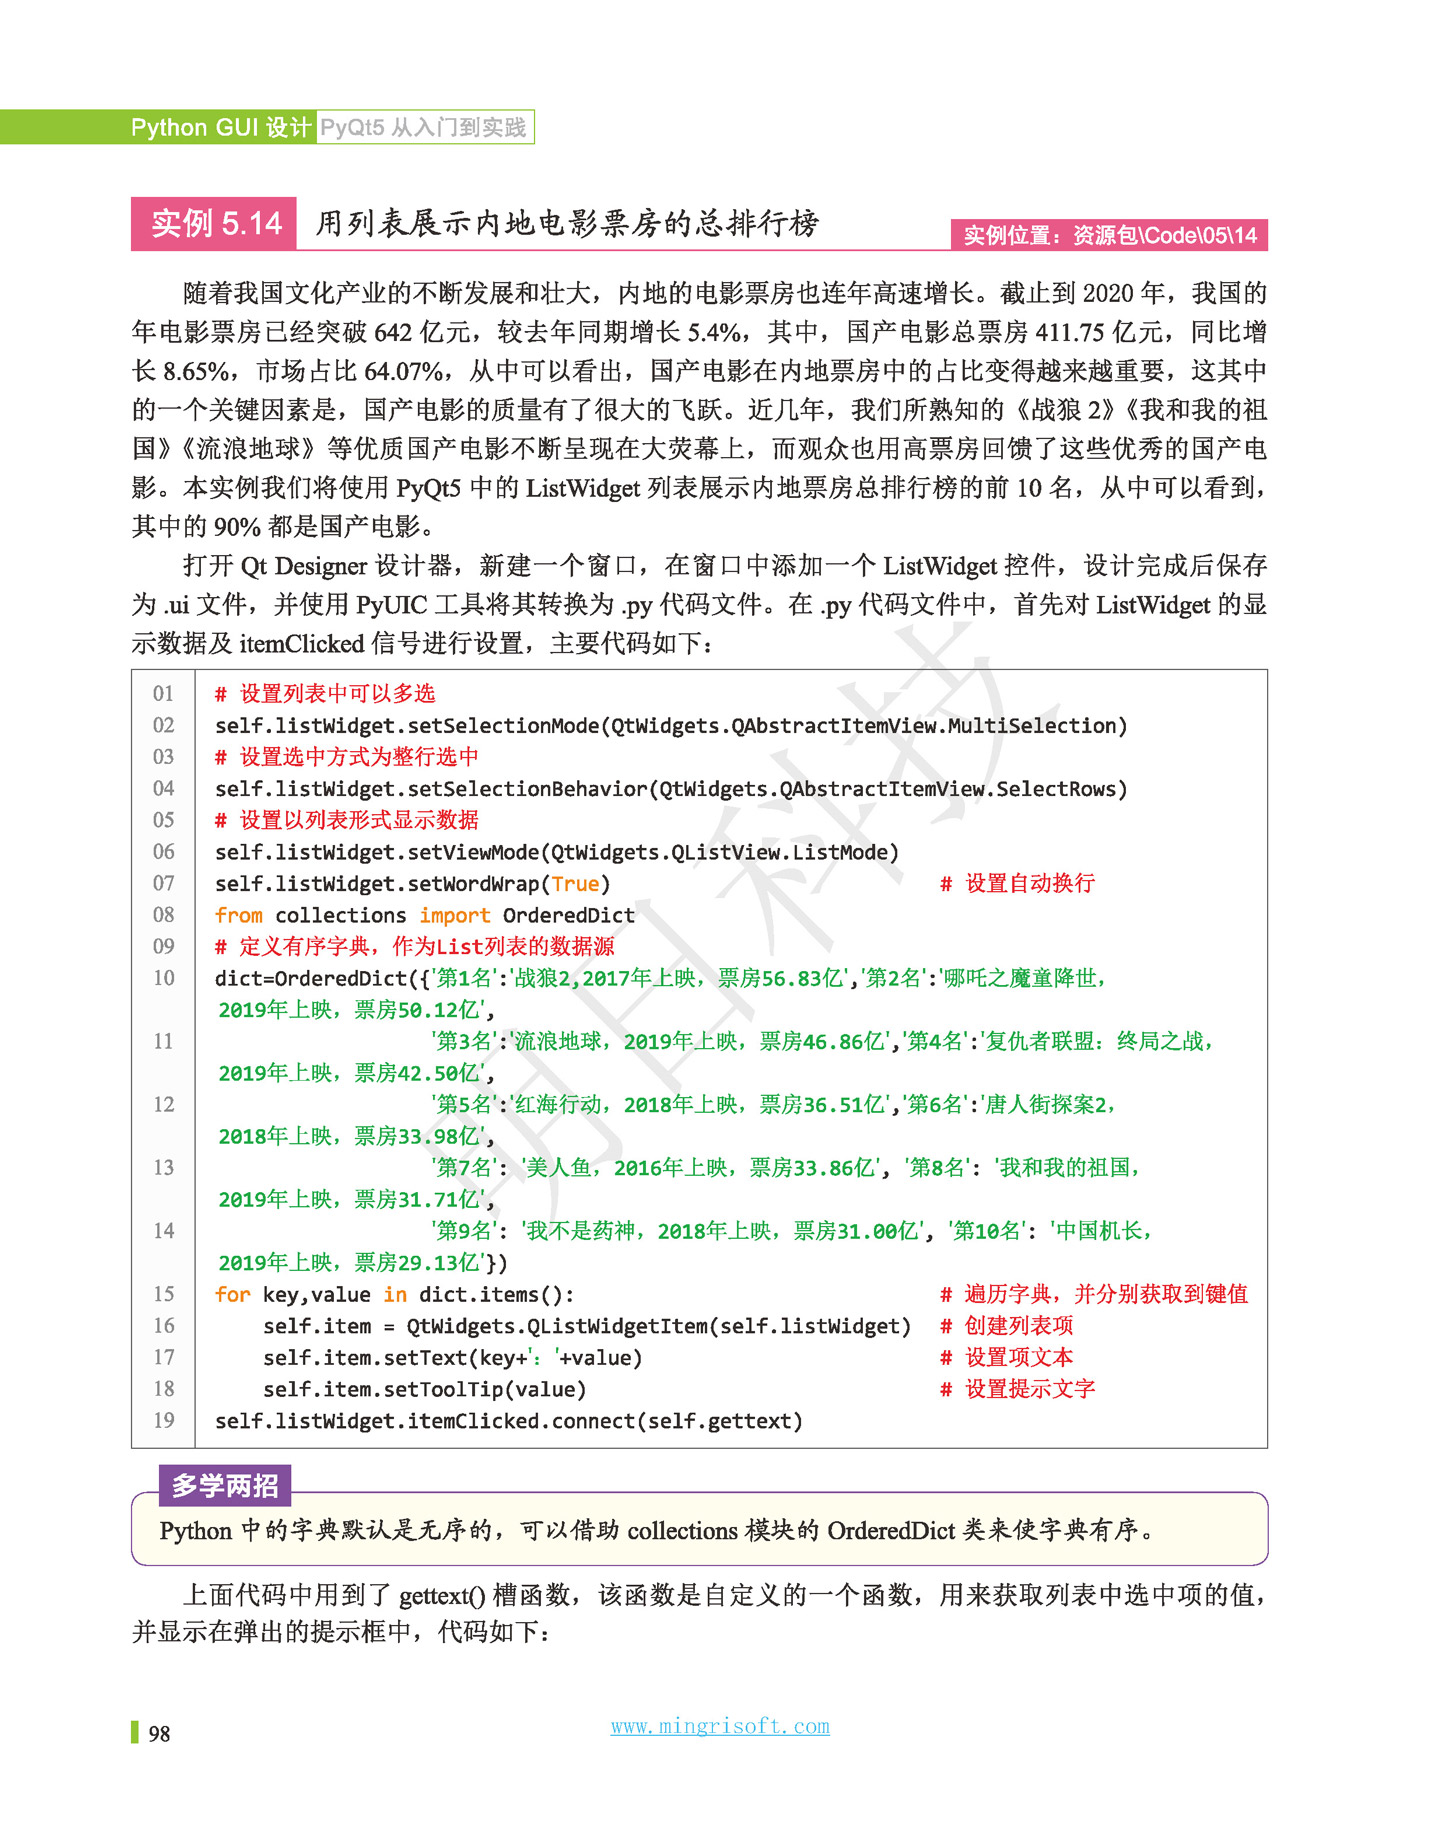 Python GUI 设计 PyQt5 从入门到实践
实例 5.14 用列表展示内地电影票房的总排行榜
实例位置：资源包\Code\05\14
随着我国文化产业的不断发展和壮大，内地的电影票房也连年高速增长。截止到 2020 年，我国的
年电影票房已经突破 642 亿元，较去年同期增长 5.4%，其中，国产电影总票房 411.75 亿元，同比增
长 8.65%，市场占比 64.07%，从中可以看出，国产电影在内地票房中的占比变得越来越重要，这其中
的一个关键因素是，国产电影的质量有了很大的飞跃。近几年，我们所熟知的《战狼 2》《我和我的祖
国》《流浪地球》等优质国产电影不断呈现在大荧幕上，而观众也用高票房回馈了这些优秀的国产电
影。本实例我们将使用 PyQt5 中的 ListWidget 列表展示内地票房总排行榜的前 10 名，从中可以看到，
其中的 90% 都是国产电影。
打开 Qt Designer 设计器，新建一个窗口，在窗口中添加一个 ListWidget 控件，设计完成后保存
为 .ui 文件，并使用 PyUIC 工具将其转换为 .py 代码文件。在 .py 代码文件中，首先对 ListWidget 的显
示数据及 itemClicked 信号进行设置，主要代码如下：
01 # 设置列表中可以多选
02 self.listWidget.setSelectionMode(QtWidgets.QAbstractItemView.MultiSelection)
03 # 设置选中方式为整行选中
04 self.listWidget.setSelectionBehavior(QtWidgets.QAbstractItemView.SelectRows)
05 # 设置以列表形式显示数据
06 self.listWidget.setViewMode(QtWidgets.QListView.ListMode)
07 self.listWidget.setWordWrap(True) # 设置自动换行
08 from collections import OrderedDict
09 # 定义有序字典，作为List列表的数据源
10 dict=OrderedDict({'第1名':'战狼2,2017年上映，票房56.83亿','第2名':'哪吒之魔童降世，
2019年上映，票房50.12亿',
11 '第3名':'流浪地球，2019年上映，票房46.86亿','第4名':'复仇者联盟：终局之战，
2019年上映，票房42.50亿',
12 '第5名':'红海行动，2018年上映，票房36.51亿','第6名':'唐人街探案2，
2018年上映，票房33.98亿',
13 '第7名': '美人鱼，2016年上映，票房33.86亿', '第8名': '我和我的祖国，
2019年上映，票房31.71亿',
14 '第9名': '我不是药神，2018年上映，票房31.00亿', '第10名': '中国机长，
2019年上映，票房29.13亿'})
15 for key,value in dict.items(): # 遍历字典，并分别获取到键值
16 self.item = QtWidgets.QListWidgetItem(self.listWidget) # 创建列表项
17 self.item.setText(key+'：'+value) # 设置项文本
18 self.item.setToolTip(value) # 设置提示文字
19 self.listWidget.itemClicked.connect(self.gettext)
明日科技
多学两招
Python 中的字典默认是无序的，可以借助 collections 模块的 OrderedDict 类来使字典有序。
上面代码中用到了 gettext() 槽函数，该函数是自定义的一个函数，用来获取列表中选中项的值，
并显示在弹出的提示框中，代码如下：
98
www.mingrisoft.com